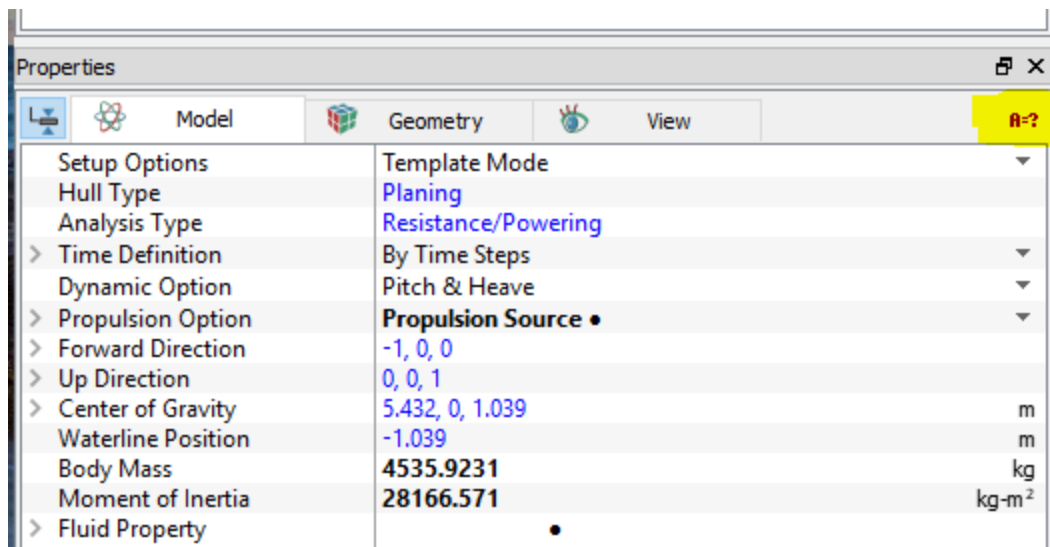 Properties
Model Geometry View A=?
Setup Options Template Mode
Hull Type Planing
Analysis Type Resistance/Powering
Time Definition By Time Steps
Dynamic Option Pitch & Heave
Propulsion Option Propulsion Source •
Forward Direction -1, 0, 0
Up Direction 0, 0, 1
Center of Gravity 5.432, 0, 1.039 m
Waterline Position -1.039 m
Body Mass 4535.9231 kg
Moment of Inertia 28166.571 kg-m²
Fluid Property •